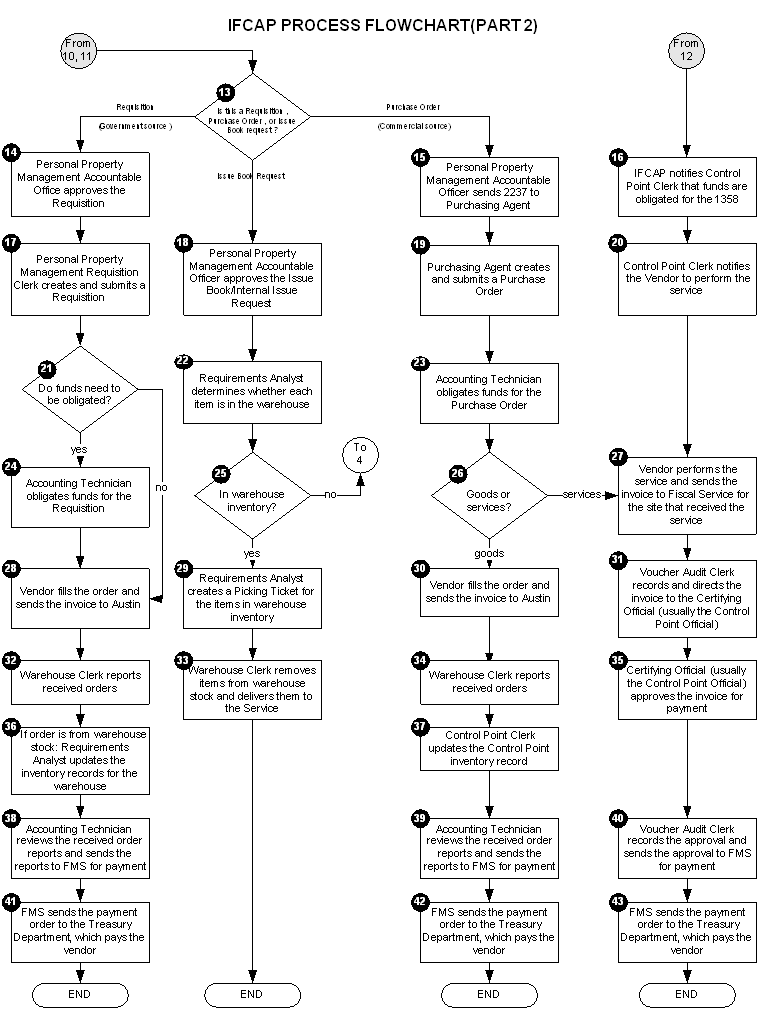 IFCAP PROCESS FLOWCHART(PART 2)
From
10, 11
From
12
13
Is this a Requisition ,
Purchase Order , or Issue
Book request ?
Requisition
(Government source )
Purchase Order
(Commercial source)
Issue Book Request
14
Personal Property
Management Accountable
Office approves the
Requisition
15
Personal Property
Management Accountable
Officer sends 2237 to
Purchasing Agent
16
IFCAP notifies Control
Point Clerk that funds are
obligated for the 1358
17
Personal Property
Management Requisition
Clerk creates and submits a
Requisition
18
Personal Property
Management Accountable
Officer approves the Issue
Book/Internal Issue
Request
19
Purchasing Agent creates
and submits a Purchase
Order
20
Control Point Clerk notifies
the Vendor to perform the
service
21
Do funds need to
be obligated?
yes
no
22
Requirements Analyst
determines whether each
item is in the warehouse
23
Accounting Technician
obligates funds for the
Purchase Order
To
4
24
Accounting Technician
obligates funds for the
Requisition
25
In warehouse
inventory?
no
yes
26
Goods or
services?
services
goods
27
Vendor performs the
service and sends the
invoice to Fiscal Service for
the site that received the
service
28
Vendor fills the order and
sends the invoice to Austin
29
Requirements Analyst
creates a Picking Ticket for
the items in warehouse
inventory
30
Vendor fills the order and
sends the invoice to Austin
31
Voucher Audit Clerk
records and directs the
invoice to the Certifying
Official (usually the Control
Point Official)
32
Warehouse Clerk reports
received orders
33
Warehouse Clerk removes
items from warehouse
stock and delivers them to
the Service
34
Warehouse Clerk reports
received orders
35
Certifying Official (usually
the Control Point Official)
approves the invoice for
payment
36
If order is from warehouse
stock: Requirements
Analyst updates the
inventory records for the
warehouse
37
Control Point Clerk
updates the Control Point
inventory record
38
Accounting Technician
reviews the received order
reports and sends the
reports to FMS for payment
39
Accounting Technician
reviews the received order
reports and sends the
reports to FMS for payment
40
Voucher Audit Clerk
records the approval and
sends the approval to FMS
for payment
41
FMS sends the payment
order to the Treasury
Department, which pays the
vendor
42
FMS sends the payment
order to the Treasury
Department, which pays the
vendor
43
FMS sends the payment
order to the Treasury
Department, which pays the
vendor
END
END
END
END